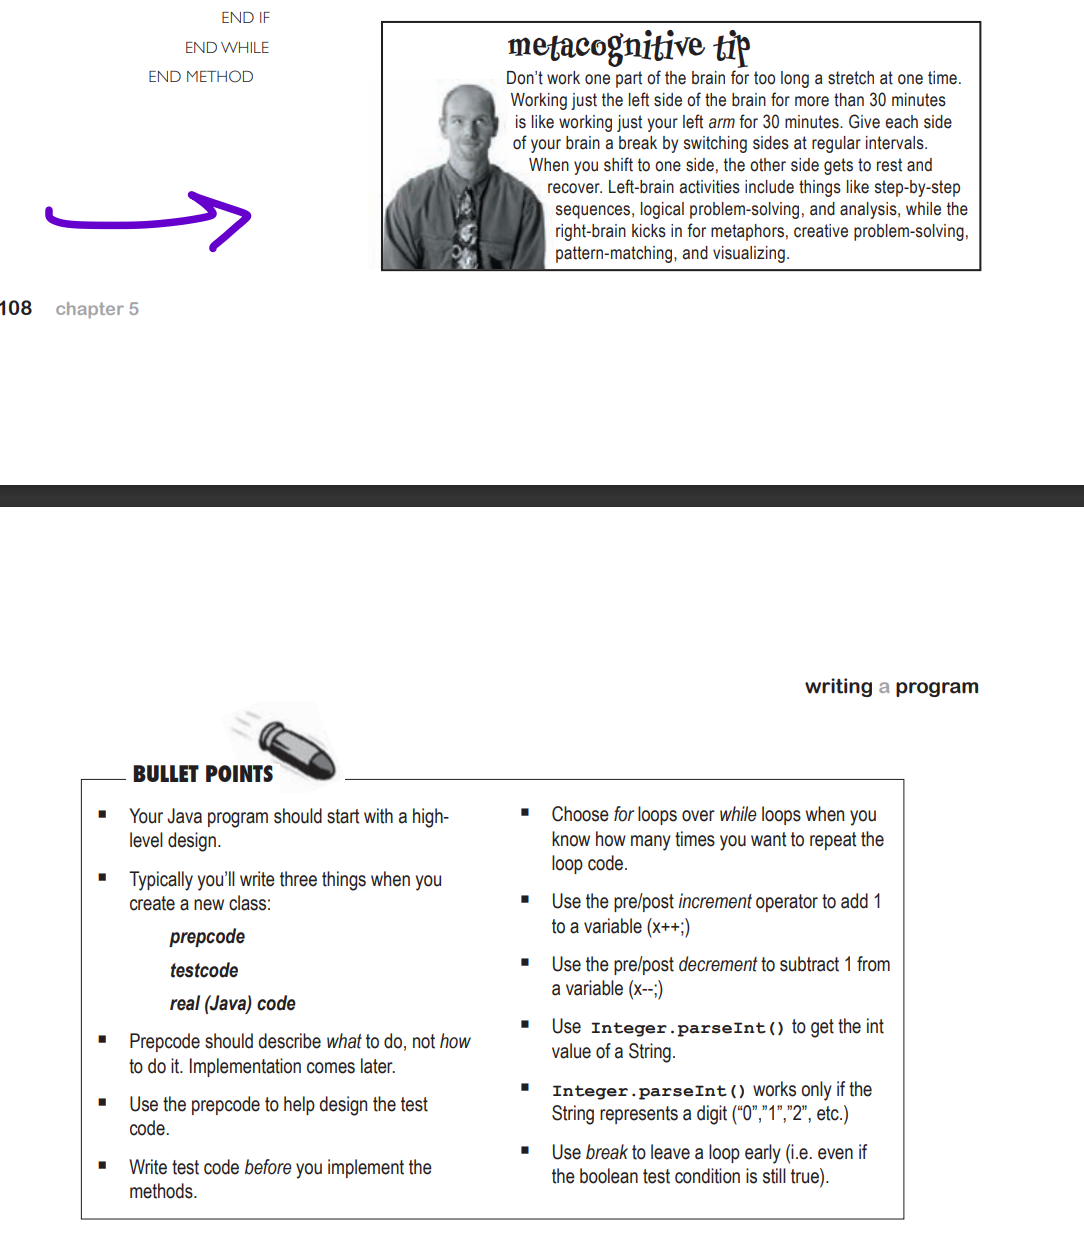 END IF
END WHILE
END METHOD
metacognitive tip
Don't work one part of the brain for too long a stretch at one time.
Working just the left side of the brain for more than 30 minutes
is like working just your left arm for 30 minutes. Give each side
of your brain a break by switching sides at regular intervals.
When you shift to one side, the other side gets to rest and
recover. Left-brain activities include things like step-by-step
sequences, logical problem-solving, and analysis, while the
right-brain kicks in for metaphors, creative problem-solving,
pattern-matching, and visualizing.
108 chapter 5
writing a program
BULLET POINTS
▪ Your Java program should start with a high-
level design.
▪ Typically you'll write three things when you
create a new class:
prepcode
testcode
real (Java) code
▪ Prepcode should describe what to do, not how
to do it. Implementation comes later.
▪ Use the prepcode to help design the test
code.
▪ Write test code before you implement the
methods.
▪ Choose for loops over while loops when you
know how many times you want to repeat the
loop code.
▪ Use the pre/post increment operator to add 1
to a variable (x++;)
▪ Use the pre/post decrement to subtract 1 from
a variable (x--;)
▪ Use Integer.parseInt() to get the int
value of a String.
▪ Integer.parseInt() works only if the
String represents a digit ("0","1","2", etc.)
▪ Use break to leave a loop early (i.e. even if
the boolean test condition is still true).